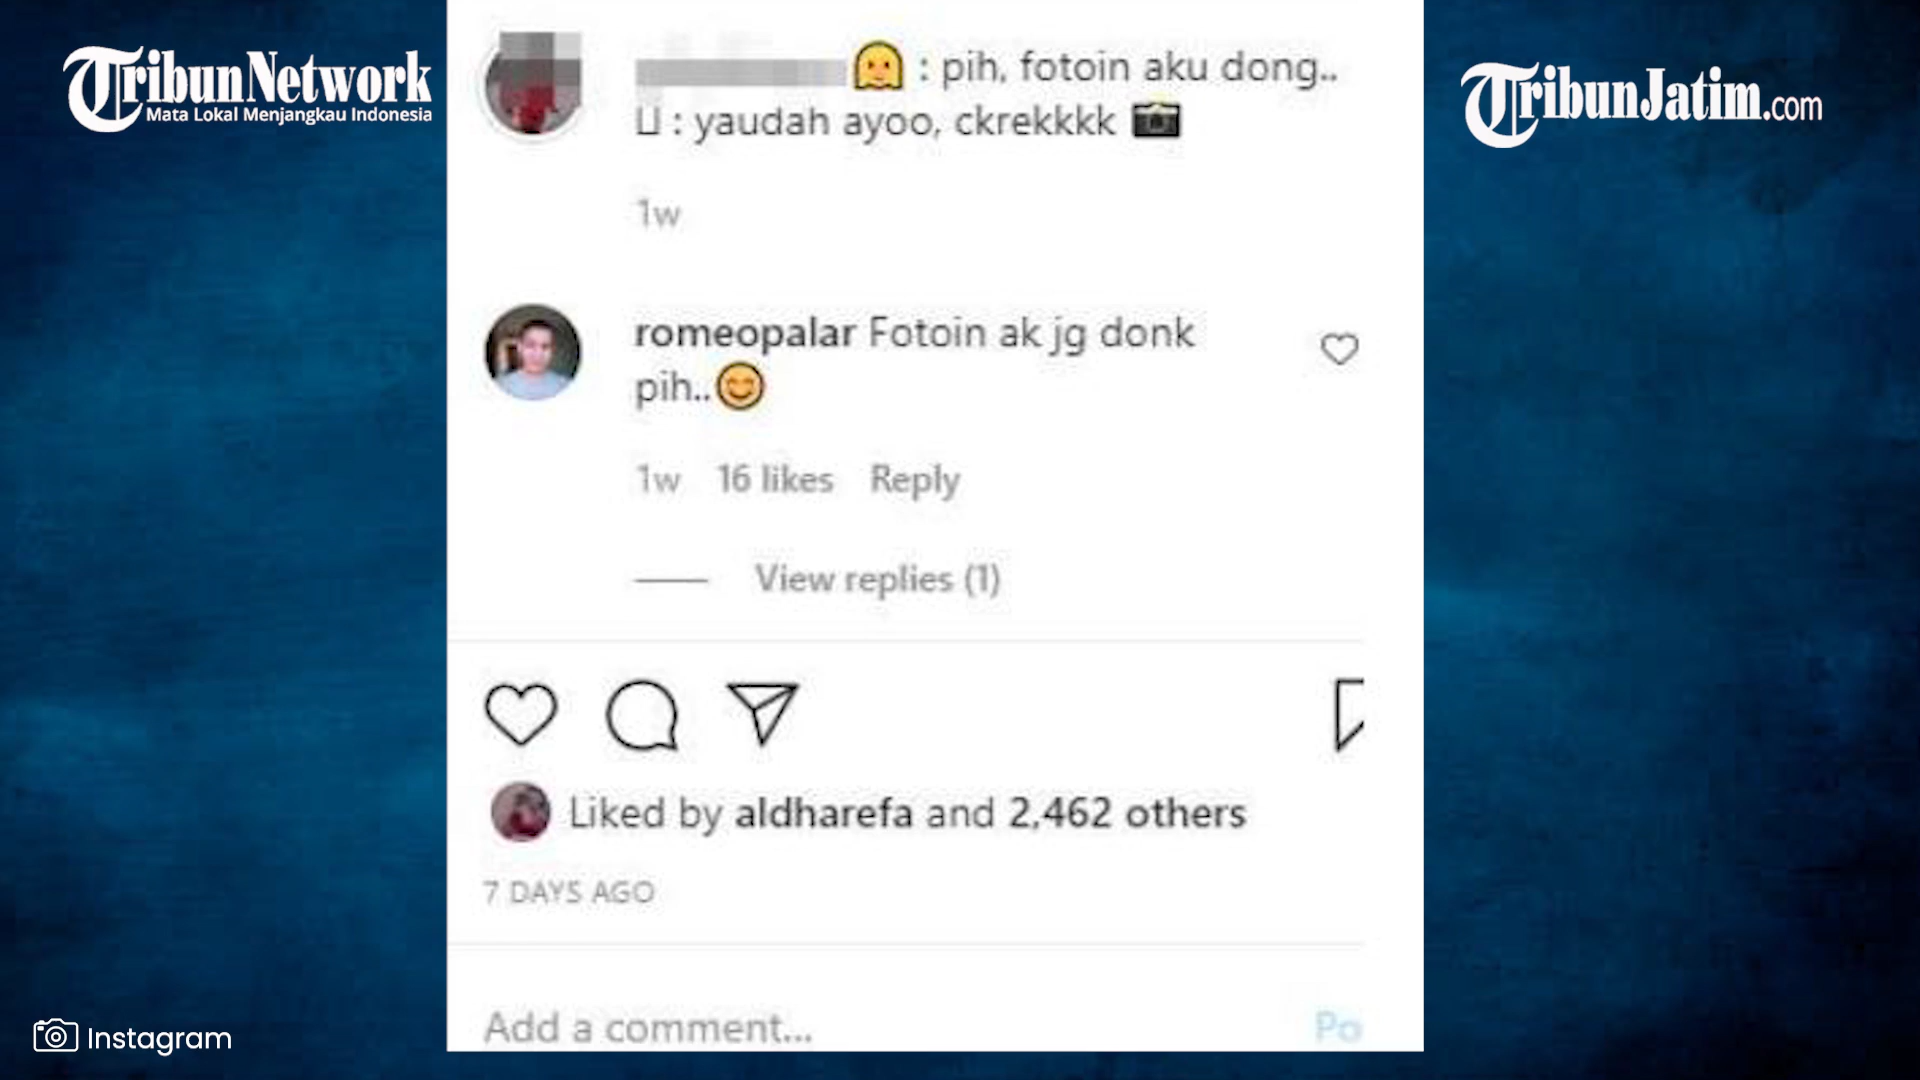 TribunNetwork
Mata Lokal Menjangkau Indonesia
TribunJatim.com
: pih, fotoin aku dong..
: yaudah ayoo, ckrekkkk
1w
romeopalar Fotoin ak jg donk
pih..😊
1w 16 likes Reply
View replies (1)
Liked by aldharefa and 2,462 others
7 DAYS AGO
Add a comment... Po
Instagram